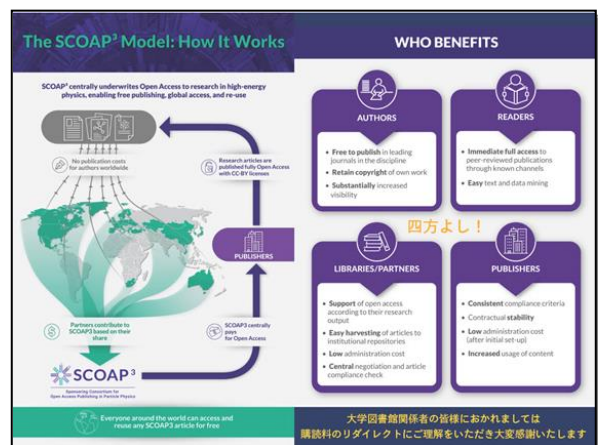 The SCOAP³ Model: How It Works
SCOAP³ centrally underwrites Open Access to research in high-energy
physics, enabling free publishing, global access, and re-use
No publication costs
for authors worldwide
Research articles are
published fully Open Access
with CC-BY licenses
PUBLISHERS
Partners contribute to
SCOAP3 based on their
share
SCOAP3 centrally
pays
for Open Access
SCOAP³
Sponsoring Consortium for
Open Access Publishing in Particle Physics
Everyone around the world can access and
reuse any SCOAP3 article for free
WHO BENEFITS
AUTHORS
• Free to publish in leading
journals in the discipline
• Retain copyright of own work
• Substantially increased
visibility
READERS
• Immediate full access to
peer-reviewed publications
through known channels
• Easy text and data mining
四方よし！
LIBRARIES/PARTNERS
• Support of open access
according to their research
output
• Easy harvesting of articles to
institutional repositories
• Low administration cost
• Central negotiation and article
compliance check
PUBLISHERS
• Consistent compliance criteria
• Contractual stability
• Low administration cost
(after initial set-up)
• Increased usage of content
大学図書館関係者の皆様におかれましては
購読料のリダイレクトにご理解をいただき大変感謝いたします